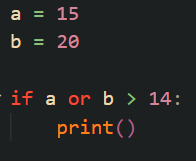 a = 15
b = 20
if a or b > 14:
    print()